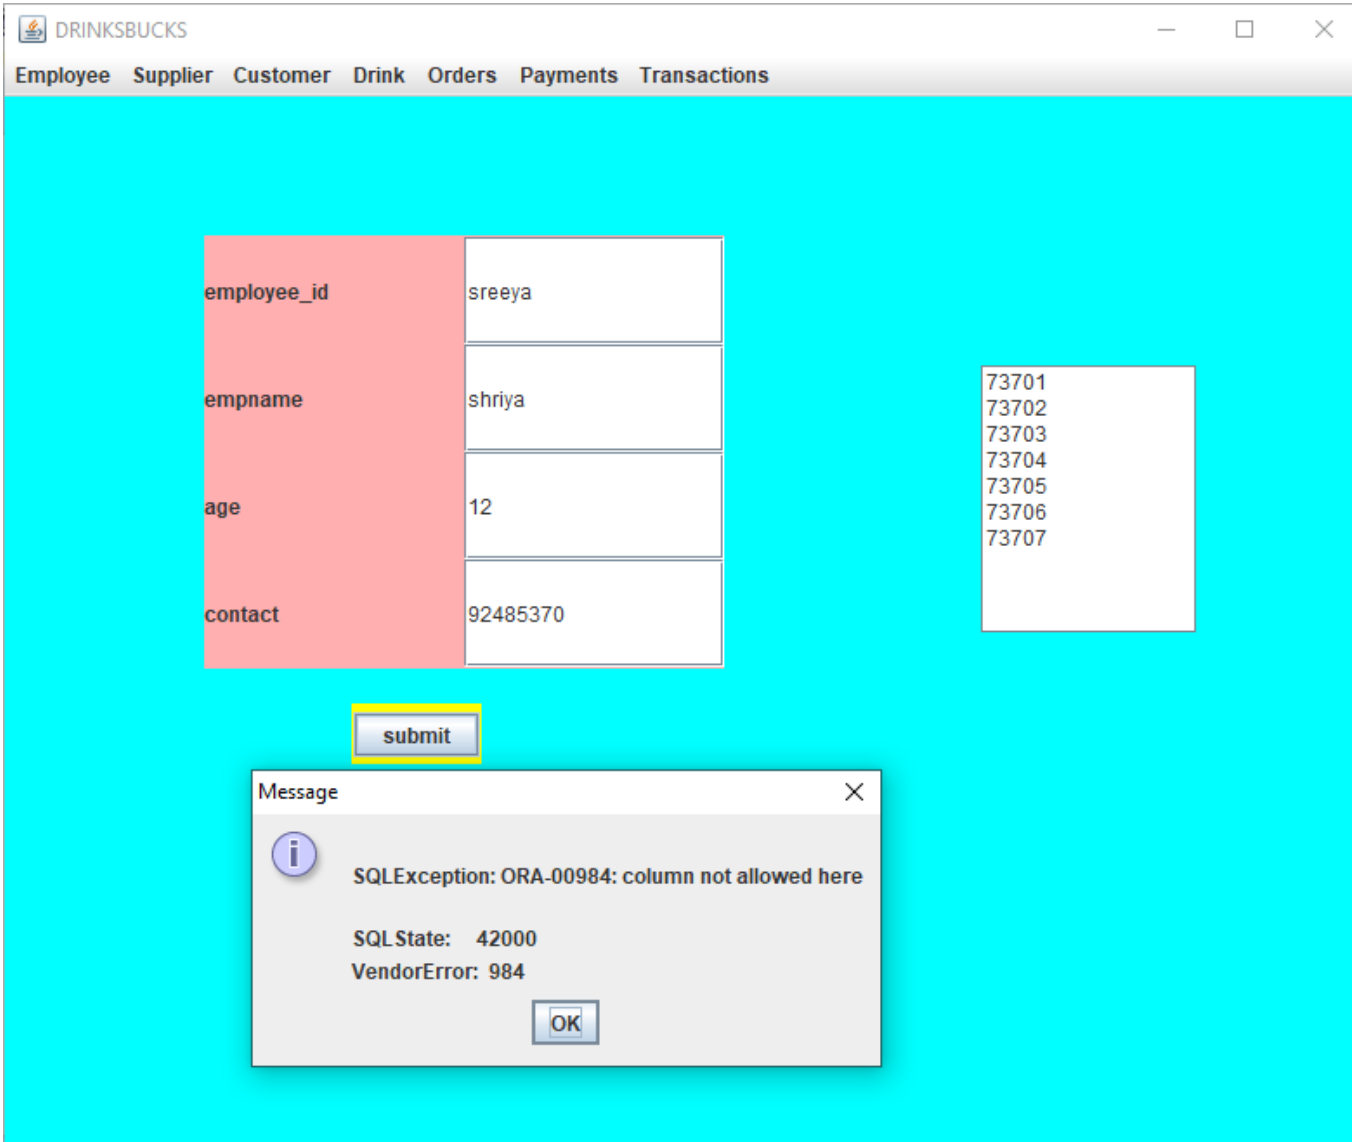 DRINKSBUCKS
Employee Supplier Customer Drink Orders Payments Transactions
employee_id sreeya
empname shriya
age 12
contact 92485370
73701
73702
73703
73704
73705
73706
73707
submit
Message
SQLException: ORA-00984: column not allowed here
SQLState: 42000
VendorError: 984
OK